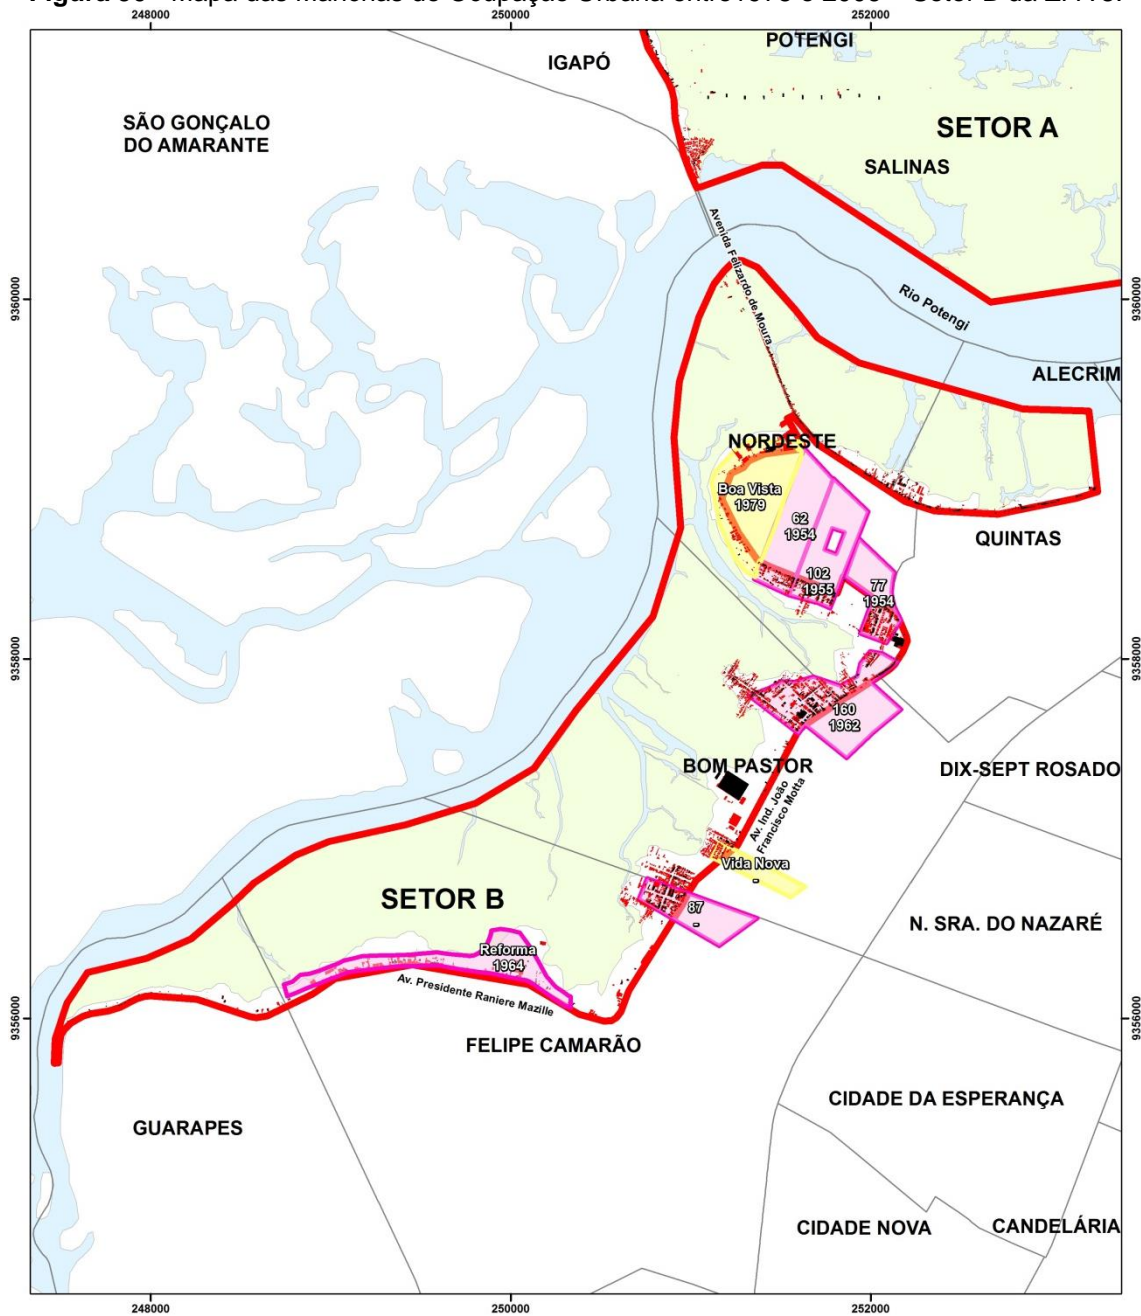 248000
250000
252000
POTENGI
IGAPÓ
SÃO GONÇALO
DO AMARANTE
SETOR A
SALINAS
Avenida Felizardo de Moura
Rio Potengi
9360000
9360000
ALECRIM
NORDESTE
Boa Vista
1979
62
1954
QUINTAS
102
1955
77
1954
9358000
9358000
160
1962
BOM PASTOR
DIX-SEPT ROSADO
Av. Ind. João
Francisco Motta
Vida Nova
SETOR B
87
N. SRA. DO NAZARÉ
Reforma
1964
Av. Presidente Raniere Mazille
9356000
9356000
FELIPE CAMARÃO
CIDADE DA ESPERANÇA
GUARAPES
CIDADE NOVA
CANDELÁRIA
248000
250000
252000